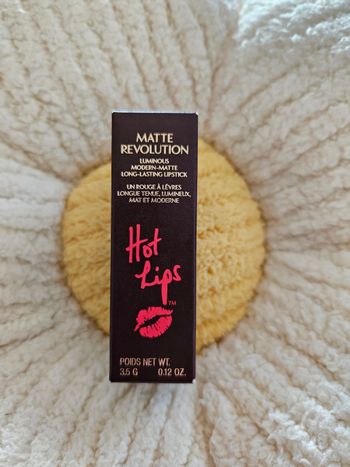 MATTE
REVOLUTION
LUMINOUS
MODERN-MATTE
LONG-LASTING LIPSTICK
UN ROUGE À LÈVRES
LONGUE TENUE, LUMINEUX,
MAT ET MODERNE
Hot
Lips
TM
POIDS NET WT.
3.5 G 0.12 OZ.